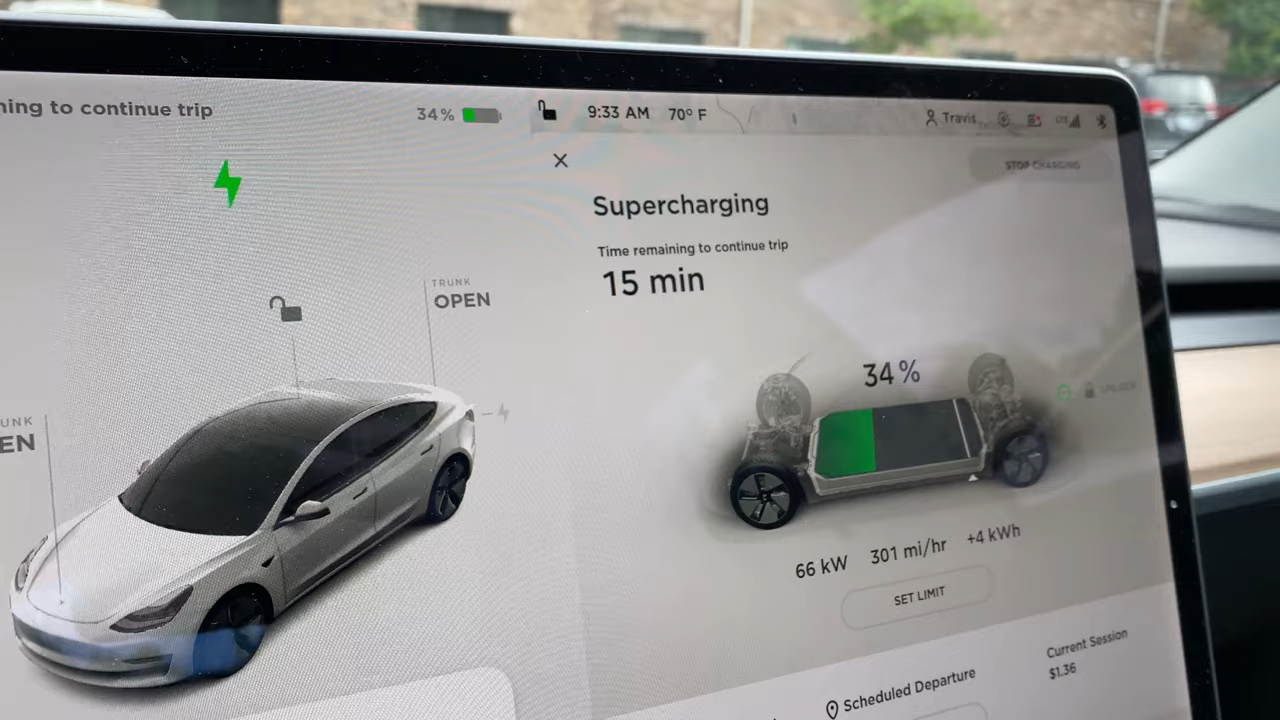 ning to continue trip
34%
9:33 AM
70° F
Travis
LTE
STOP CHARGING
Supercharging
Time remaining to continue trip
15 min
TRUNK
OPEN
UNK
EN
34%
66 kW 301 mi/hr +4 kWh
SET LIMIT
Scheduled Departure
Current Session
$1.36